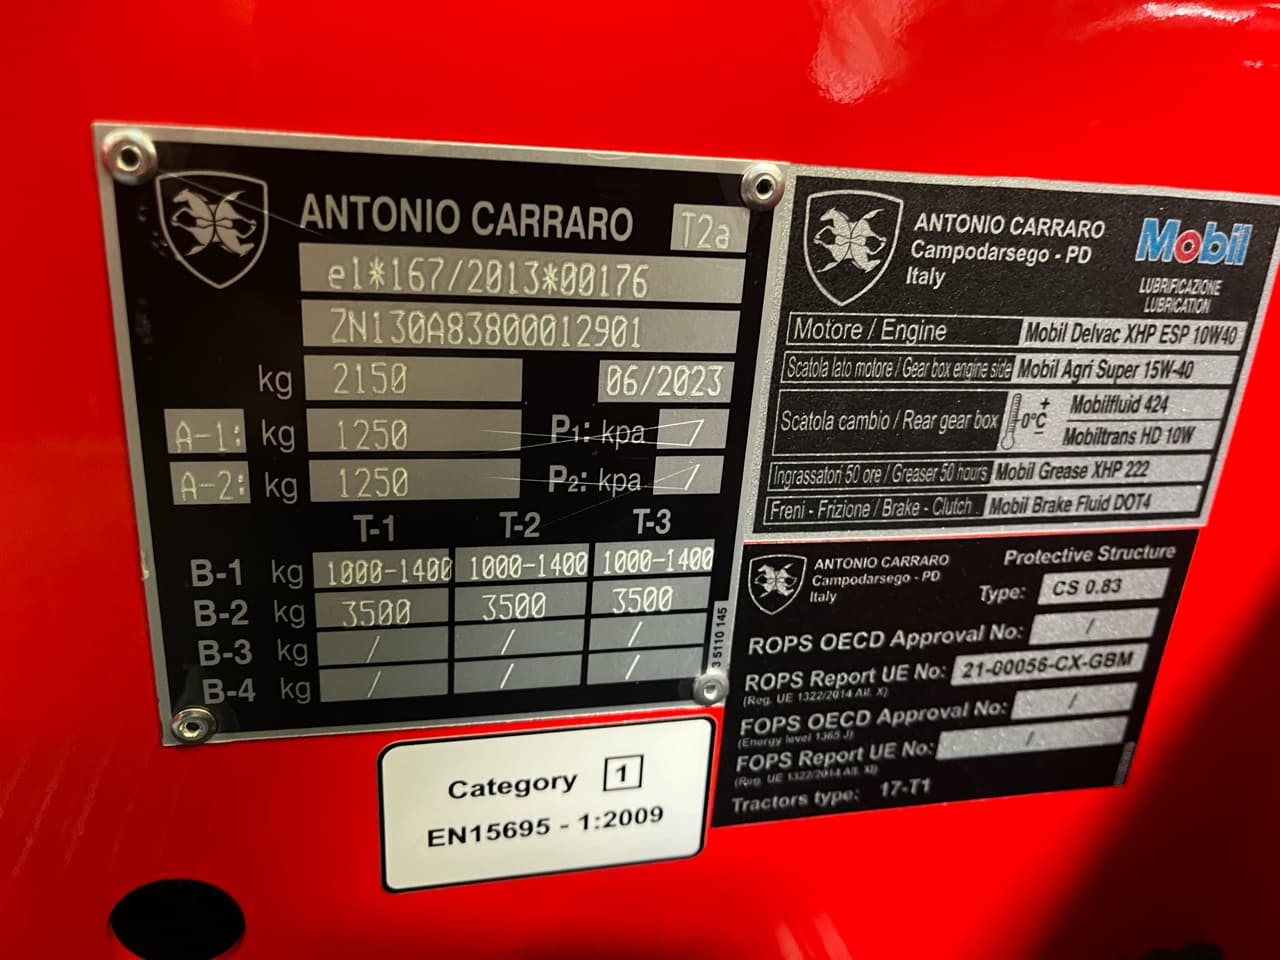 ANTONIO CARRARO T2a
e1*167/2013*00176
ZN130A83800012901
kg 2150 06/2023
A-1: kg 1250 P1: kpa /
A-2: kg 1250 P2: kpa /
T-1 T-2 T-3
B-1 kg 1000-1400 1000-1400 1000-1400
B-2 kg 3500 3500 3500
B-3 kg / / /
B-4 kg / / /
5110 145
ANTONIO CARRARO
Campodarsego - PD
Italy
Mobil
LUBRIFICAZIONE
LUBRICATION
Motore / Engine Mobil Delvac XHP ESP 10W40
Scatola lato motore / Gear box engine side Mobil Agri Super 15W-40
Scatola cambio / Rear gear box + 0°C - Mobilfluid 424
Mobiltrans HD 10W
Ingrassatori 50 ore / Greaser 50 hours Mobil Grease XHP 222
Freni - Frizione / Brake - Clutch Mobil Brake Fluid DOT4
ANTONIO CARRARO
Campodarsego - PD
Italy
Protective Structure
Type: CS 0.83
ROPS OECD Approval No: /
ROPS Report UE No: 21-00056-CX-GBM
(Reg. UE 1322/2014 All. X)
FOPS OECD Approval No: /
(Energy level 1365 J)
FOPS Report UE No: /
(Reg. UE 1322/2014 All. XI)
Tractors type: 17-T1
Category 1
EN15695 - 1:2009